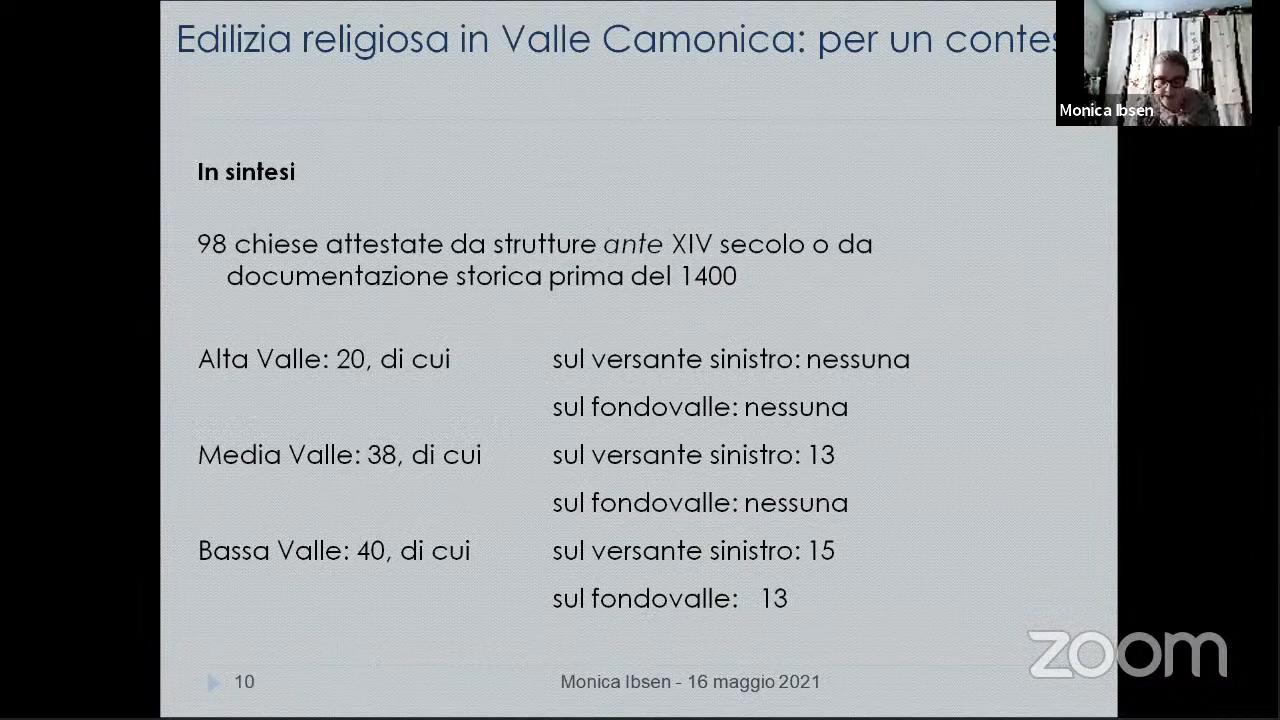 Edilizia religiosa in Valle Camonica: per un contes
Monica Ibsen
In sintesi
98 chiese attestate da strutture ante XIV secolo o da
documentazione storica prima del 1400
Alta Valle: 20, di cui sul versante sinistro: nessuna
sul fondovalle: nessuna
Media Valle: 38, di cui sul versante sinistro: 13
sul fondovalle: nessuna
Bassa Valle: 40, di cui sul versante sinistro: 15
sul fondovalle: 13
zoom
10 Monica Ibsen - 16 maggio 2021